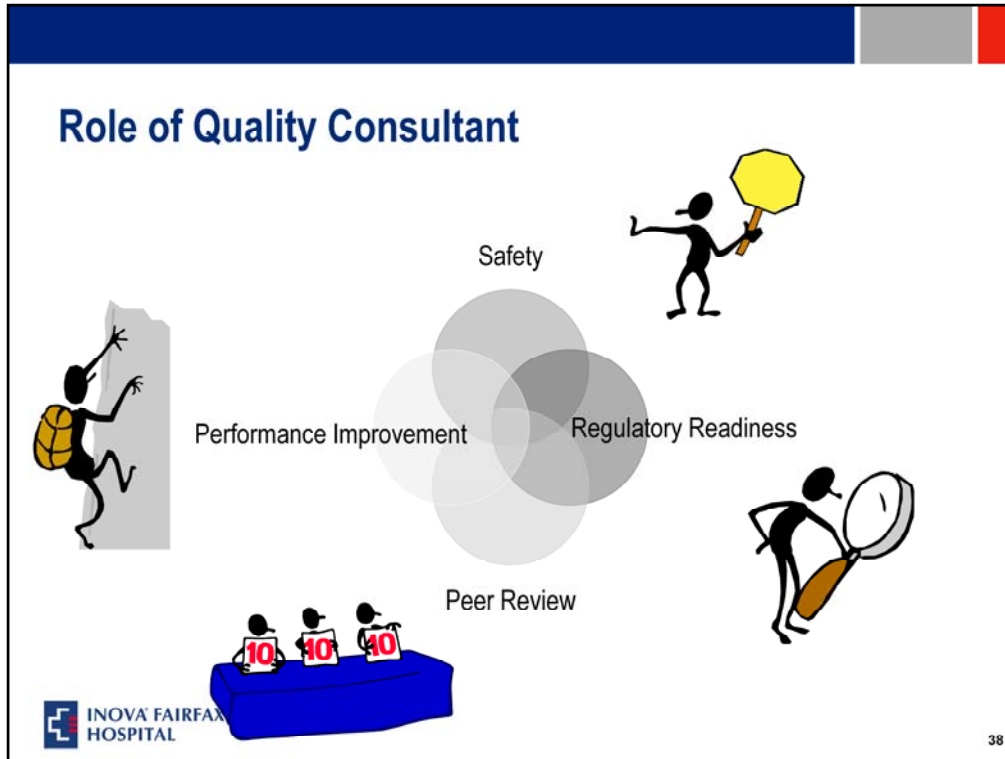 Role of Quality Consultant
Safety
Performance Improvement
Regulatory Readiness
Peer Review
10
10
10
INOVA FAIRFAX
HOSPITAL
38